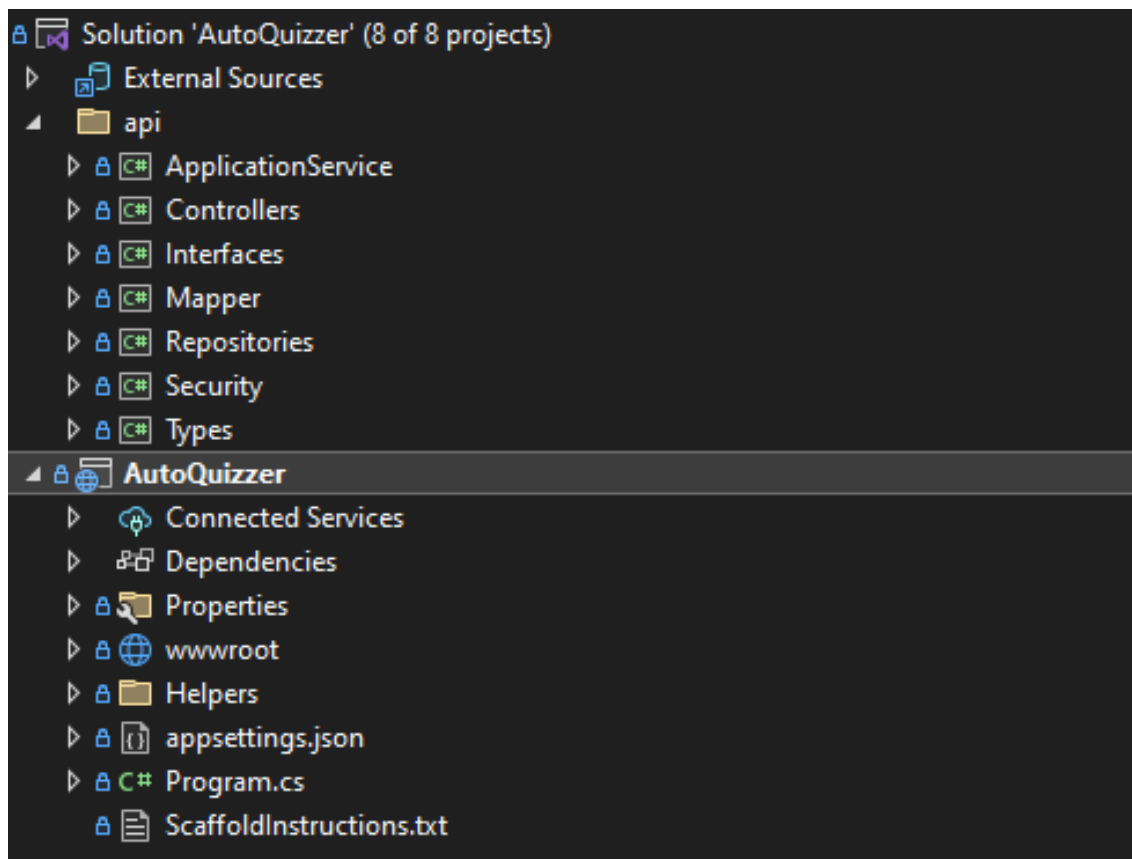 Solution 'AutoQuizzer' (8 of 8 projects)
External Sources
api
C# ApplicationService
C# Controllers
C# Interfaces
C# Mapper
C# Repositories
C# Security
C# Types
AutoQuizzer
Connected Services
Dependencies
Properties
wwwroot
Helpers
appsettings.json
C# Program.cs
ScaffoldInstructions.txt